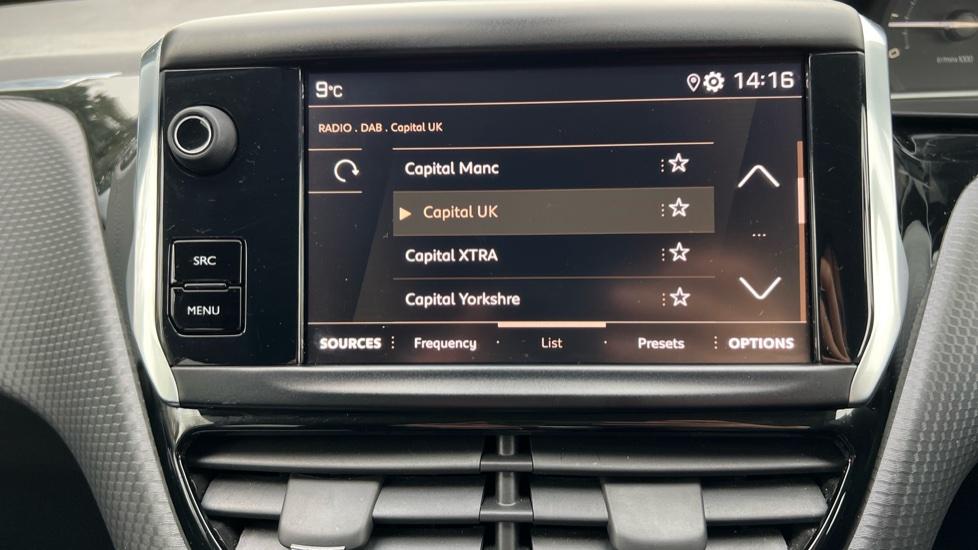 9°C 14:16
RADIO . DAB . Capital UK
Capital Manc
Capital UK
Capital XTRA
Capital Yorkshre
SOURCES Frequency List Presets OPTIONS
SRC
MENU
0